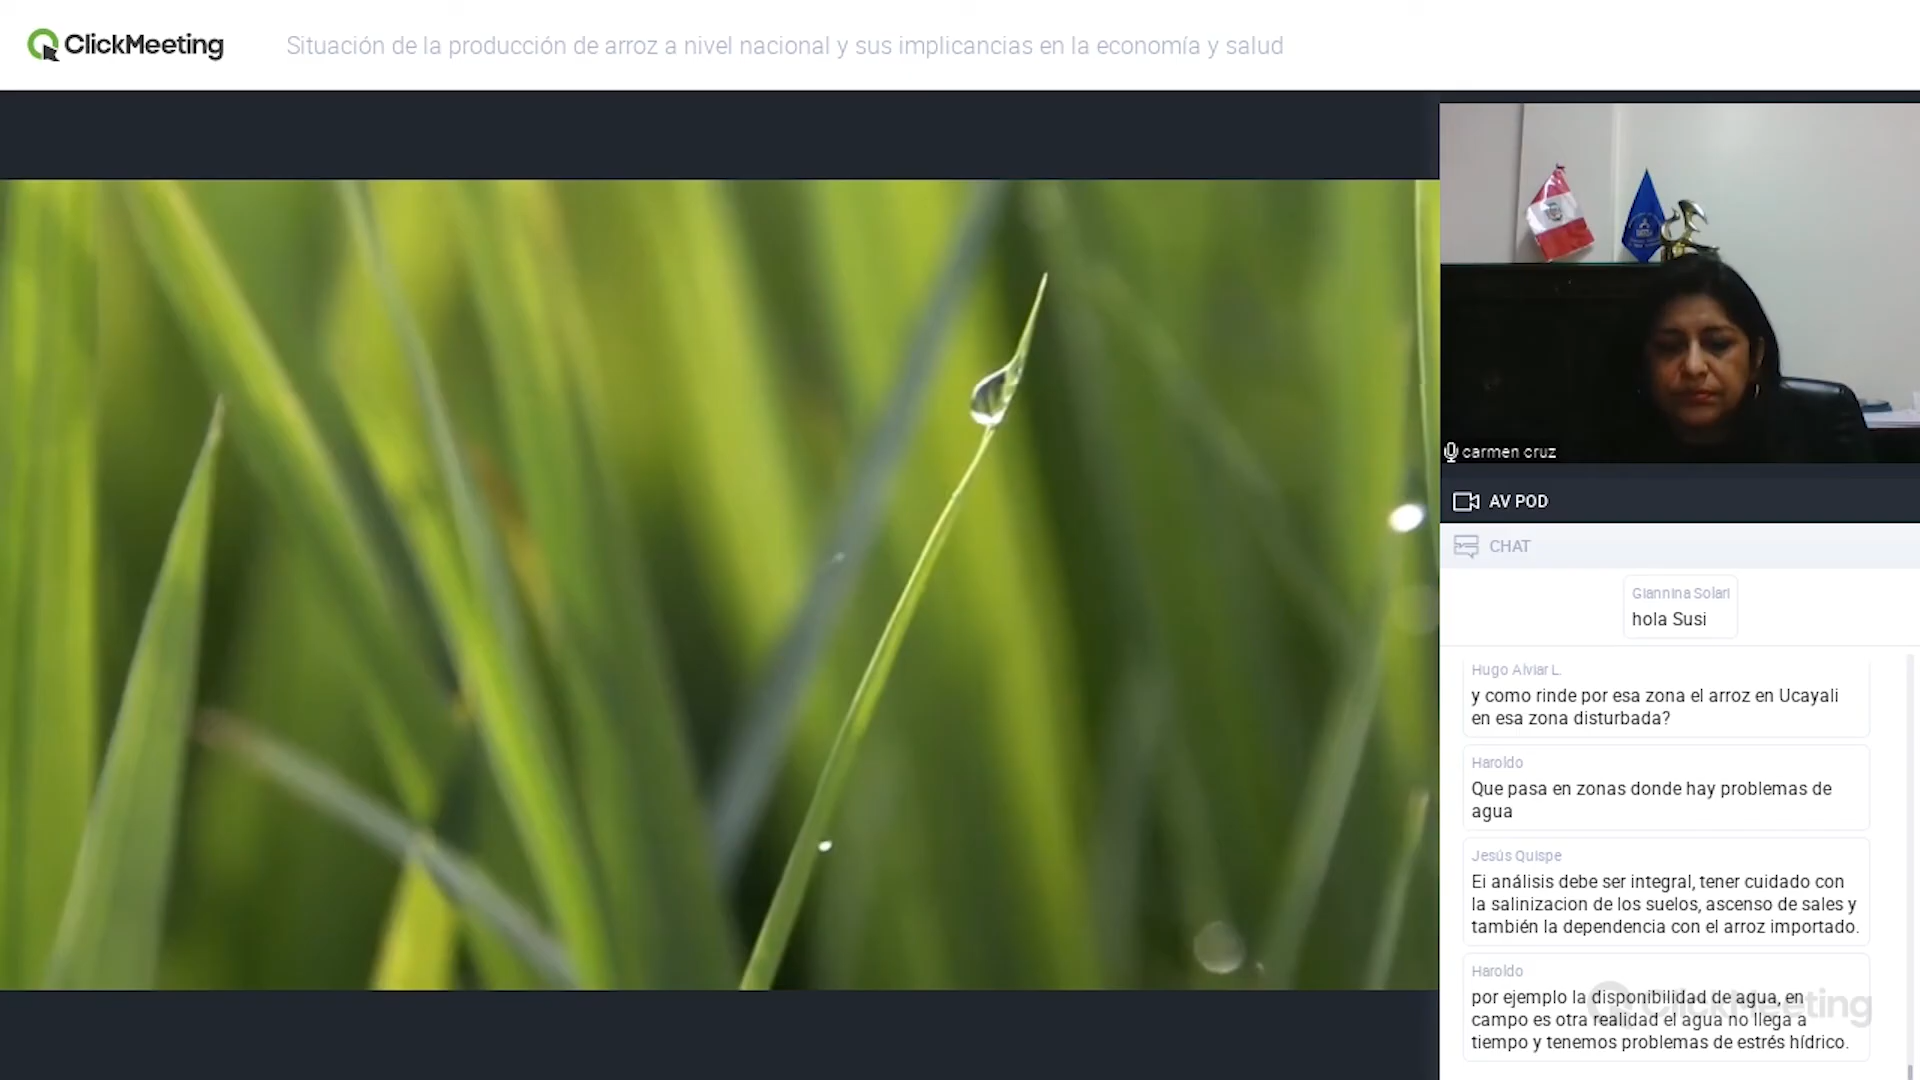 ClickMeeting
Situación de la producción de arroz a nivel nacional y sus implicancias en la economía y salud
carmen cruz
AV POD
CHAT
Giannina Solari
hola Susi
Hugo Alviar L.
y como rinde por esa zona el arroz en Ucayali
en esa zona disturbada?
Haroldo
Que pasa en zonas donde hay problemas de
agua
Jesús Quispe
Ei análisis debe ser integral, tener cuidado con
la salinizacion de los suelos, ascenso de sales y
también la dependencia con el arroz importado.
Haroldo
por ejemplo la disponibilidad de agua, en
campo es otra realidad el agua no llega a
tiempo y tenemos problemas de estrés hídrico.
ClickMeeting